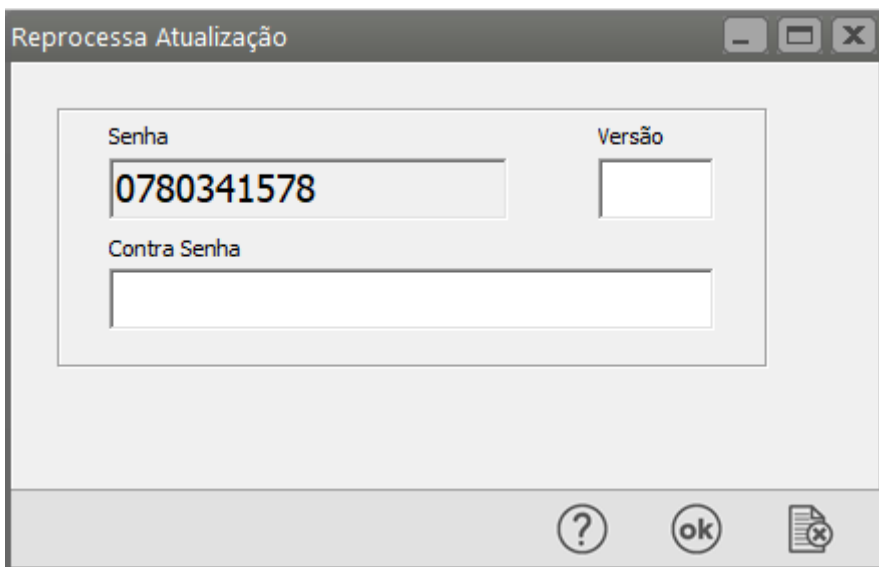 Reprocessa Atualização
Senha Versão
0780341578
Contra Senha
? ok